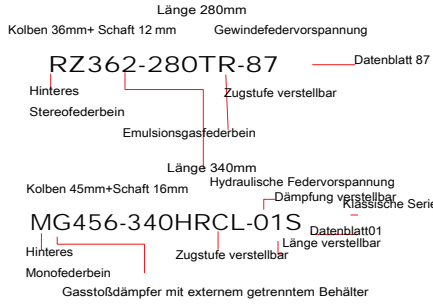 Länge 280mm
Kolben 36mm+ Schaft 12 mm
Gewindefedervorspannung
RZ362-280TR-87
Datenblatt 87
Hinteres
Stereofederbein
Zugstufe verstellbar
Emulsionsgasfederbein
Länge 340mm
Kolben 45mm+Schaft 16mm
Hydraulische Federvorspannung
Dämpfung verstellbar
Klassische Serie
MG456-340HRCL-01S
Datenblatt01
Hinteres
Monofederbein
Zugstufe verstellbar
Länge verstellbar
Gasstoßdämpfer mit externem getrenntem Behälter